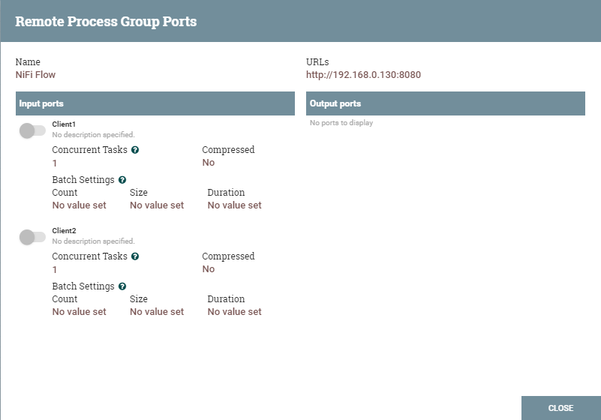 Remote Process Group Ports
Name
NiFi Flow
URLs
http://192.168.0.130:8080
Input ports
Output ports
No ports to display
Client1
No description specified.
Concurrent Tasks ?
Compressed
1
No
Batch Settings ?
Count Size Duration
No value set No value set No value set
Client2
No description specified.
Concurrent Tasks ?
Compressed
1
No
Batch Settings ?
Count Size Duration
No value set No value set No value set
CLOSE